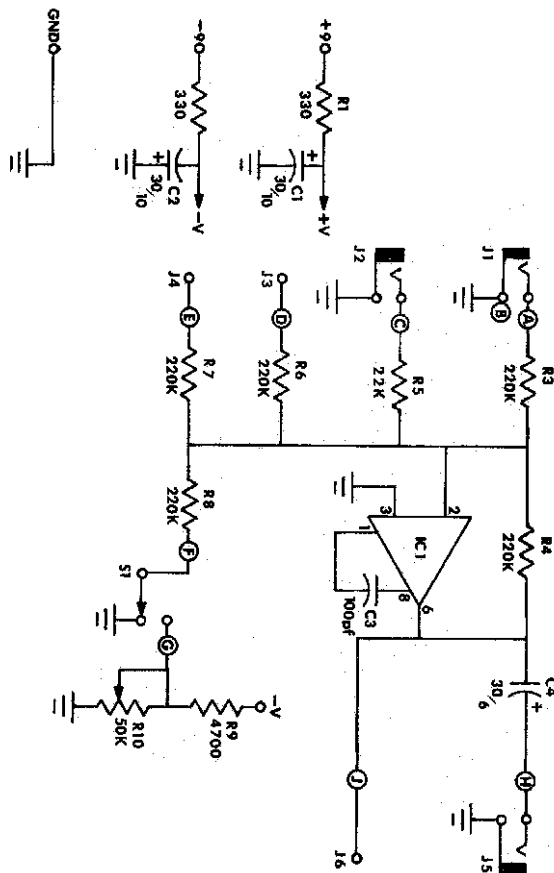 J1
A
B
R3
220K
R4
220K
C4
30/6
+
H
J5
J2
C
R5
22K
2
3
1
IC1
8
6
C3
100pf
J
J6
J3
D
R6
220K
J4
E
R7
220K
R8
220K
F
S1
G
-V
R9
4700
R10
50K
+9
R1
330
+
C1
30/10
+V
-9
330
+
C2
30/10
-V
GND